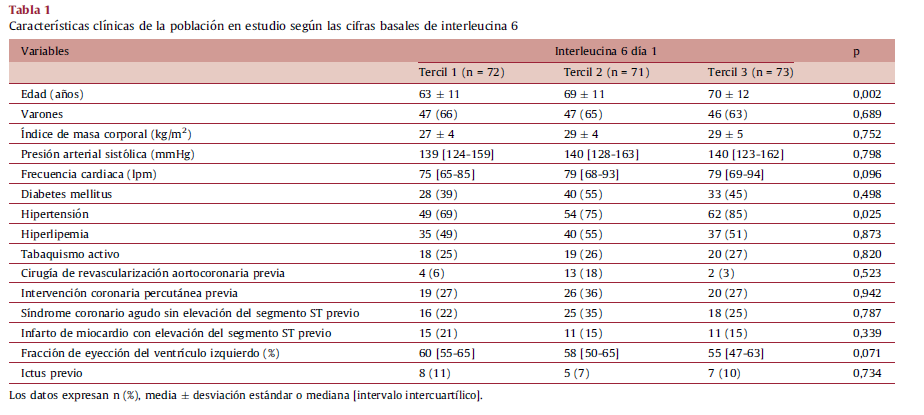 Tabla 1
Características clínicas de la población en estudio según las cifras basales de interleucina 6
Variables Interleucina 6 día 1 p
Tercil 1 (n = 72) Tercil 2 (n = 71) Tercil 3 (n = 73)
Edad (años) 63 ± 11 69 ± 11 70 ± 12 0,002
Varones 47 (66) 47 (65) 46 (63) 0,689
Índice de masa corporal (kg/m²) 27 ± 4 29 ± 4 29 ± 5 0,752
Presión arterial sistólica (mmHg) 139 [124-159] 140 [128-163] 140 [123-162] 0,798
Frecuencia cardiaca (lpm) 75 [65-85] 79 [68-93] 79 [69-94] 0,096
Diabetes mellitus 28 (39) 40 (55) 33 (45) 0,498
Hipertensión 49 (69) 54 (75) 62 (85) 0,025
Hiperlipemia 35 (49) 40 (55) 37 (51) 0,873
Tabaquismo activo 18 (25) 19 (26) 20 (27) 0,820
Cirugía de revascularización aortocoronaria previa 4 (6) 13 (18) 2 (3) 0,523
Intervención coronaria percutánea previa 19 (27) 26 (36) 20 (27) 0,942
Síndrome coronario agudo sin elevación del segmento ST previo 16 (22) 25 (35) 18 (25) 0,787
Infarto de miocardio con elevación del segmento ST previo 15 (21) 11 (15) 11 (15) 0,339
Fracción de eyección del ventrículo izquierdo (%) 60 [55-65] 58 [50-65] 55 [47-63] 0,071
Ictus previo 8 (11) 5 (7) 7 (10) 0,734
Los datos expresan n (%), media ± desviación estándar o mediana [intervalo intercuartílico].